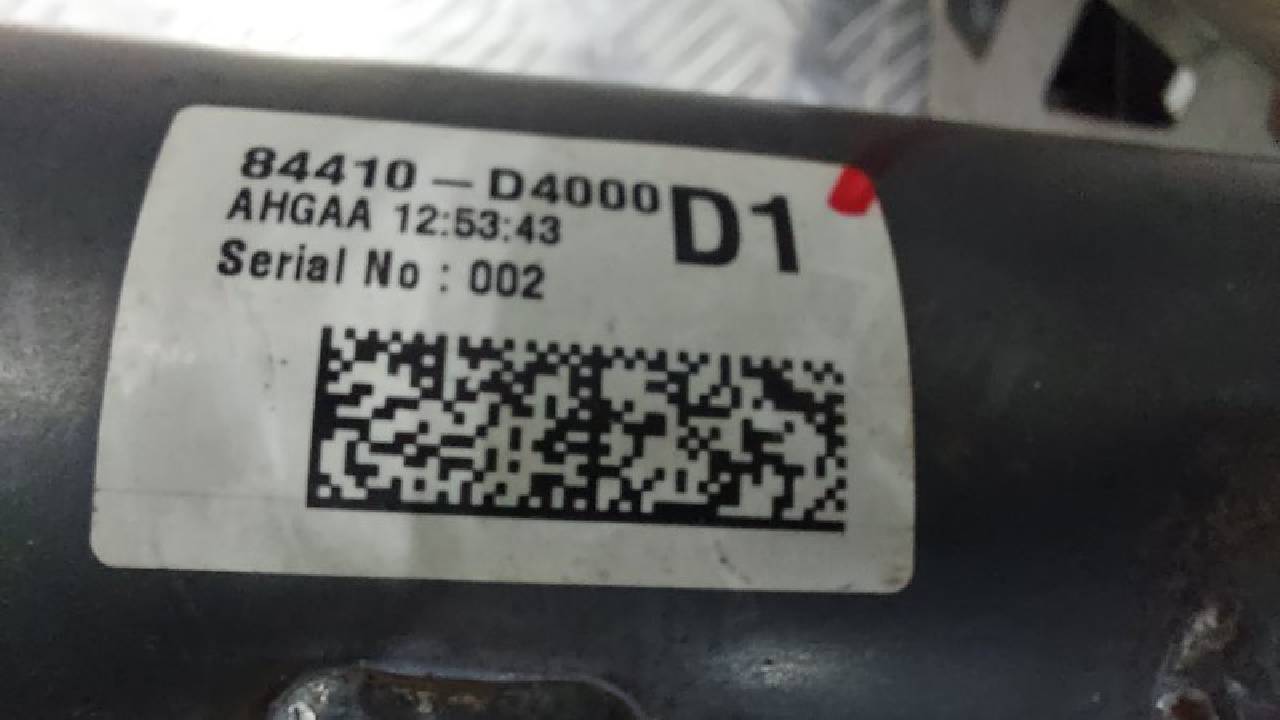 84410 - D4000 D1
AHGAA 12:53:43
Serial No : 002